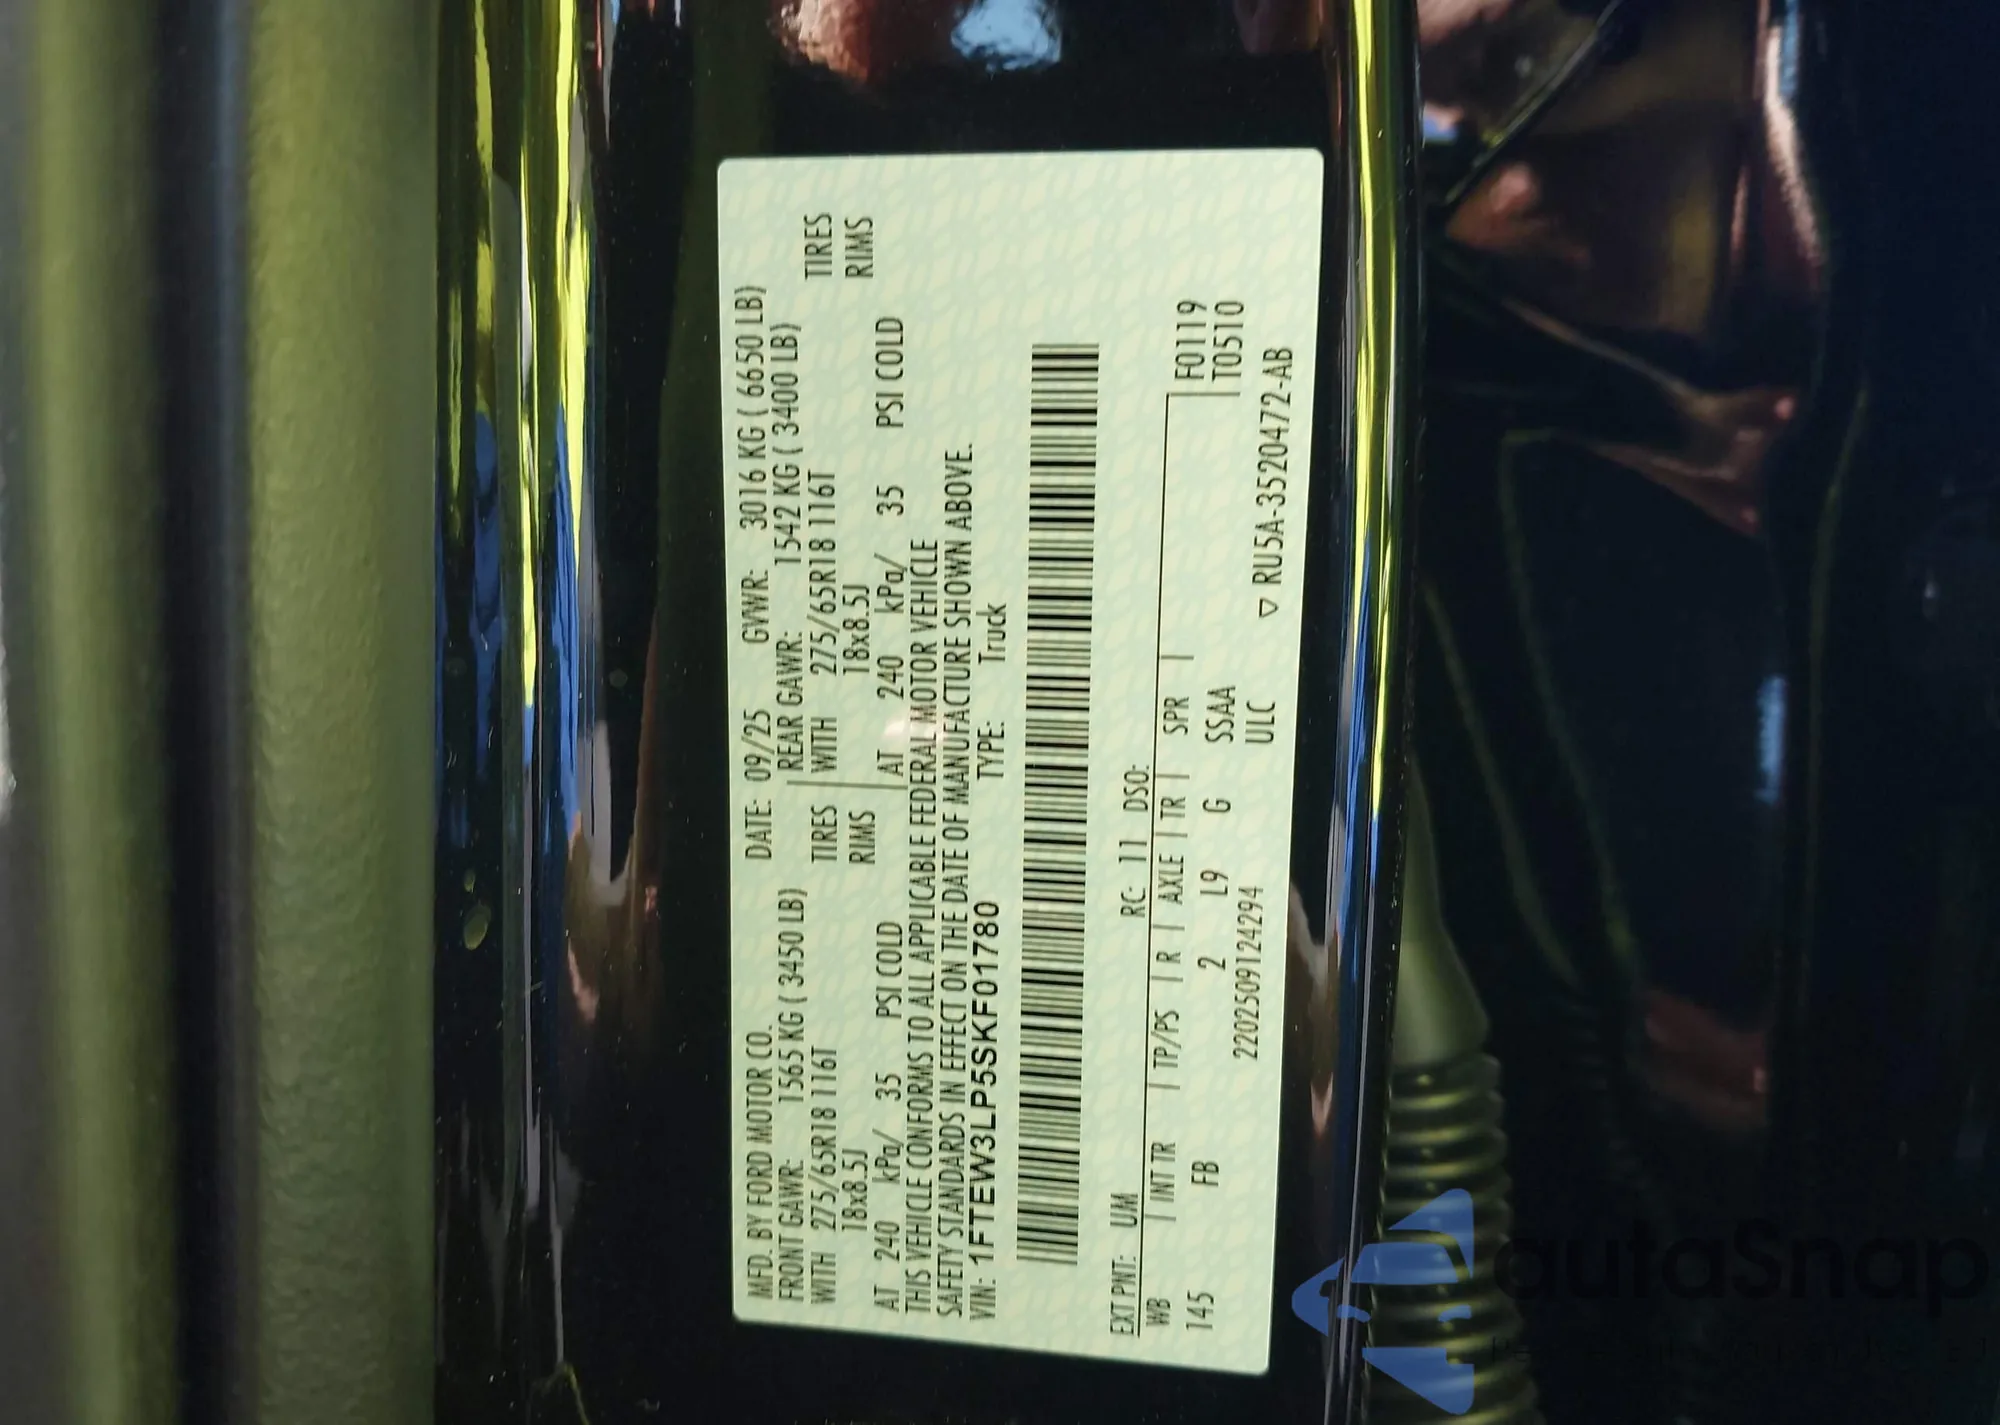 MFD. BY FORD MOTOR CO. DATE: 09/25 GVWR: 3016 KG ( 6650 LB)
FRONT GAWR: 1565 KG ( 3450 LB) REAR GAWR: 1542 KG ( 3400 LB)
WITH 275/65R18 116T TIRES WITH 275/65R18 116T TIRES
18x8.5J RIMS 18x8.5J RIMS
AT 240 kPa/ 35 PSI COLD AT 240 kPa/ 35 PSI COLD
THIS VEHICLE CONFORMS TO ALL APPLICABLE FEDERAL MOTOR VEHICLE
SAFETY STANDARDS IN EFFECT ON THE DATE OF MANUFACTURE SHOWN ABOVE.
VIN: 1FTEW3LP5SKF01780 TYPE: Truck
EXT PNT: UM RC: 11 DSO:
WB | INT TR | TP/PS | R | AXLE | TR | SPR | F0119
145 FB 2 L9 G SSAA T0510
2202509124294 ULC
▽ RU5A-3520472-AB
autaSnap